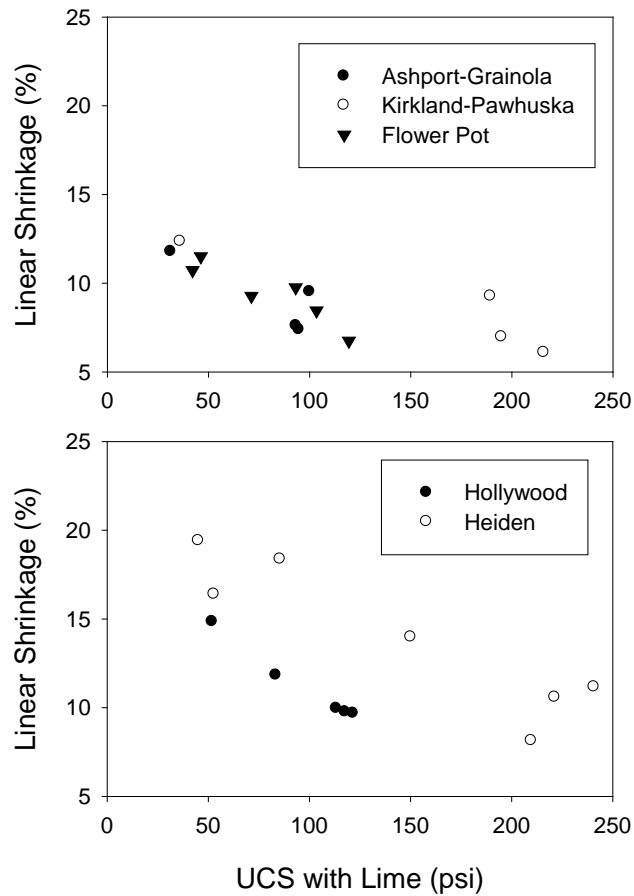 25
20
15
10
5
Linear Shrinkage (%)
Ashport-Grainola
Kirkland-Pawhuska
Flower Pot
0 50 100 150 200 250
25
20
15
10
5
Linear Shrinkage (%)
Hollywood
Heiden
0 50 100 150 200 250
UCS with Lime (psi)